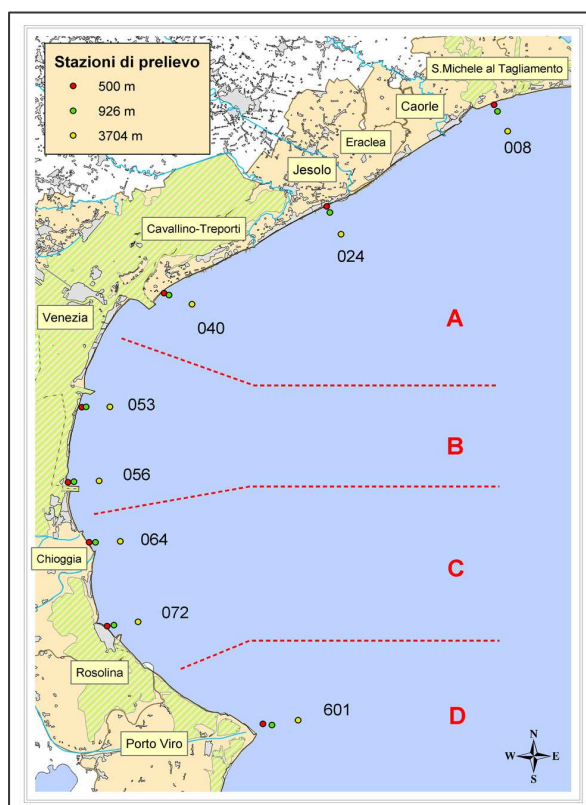 Stazioni di prelievo
500 m
926 m
3704 m
S.Michele al Tagliamento
Caorle
008
Eraclea
Jesolo
Cavallino-Treporti
024
Venezia
040
A
053
B
056
064
Chioggia
C
072
Rosolina
601
D
Porto Viro
N
W E
S